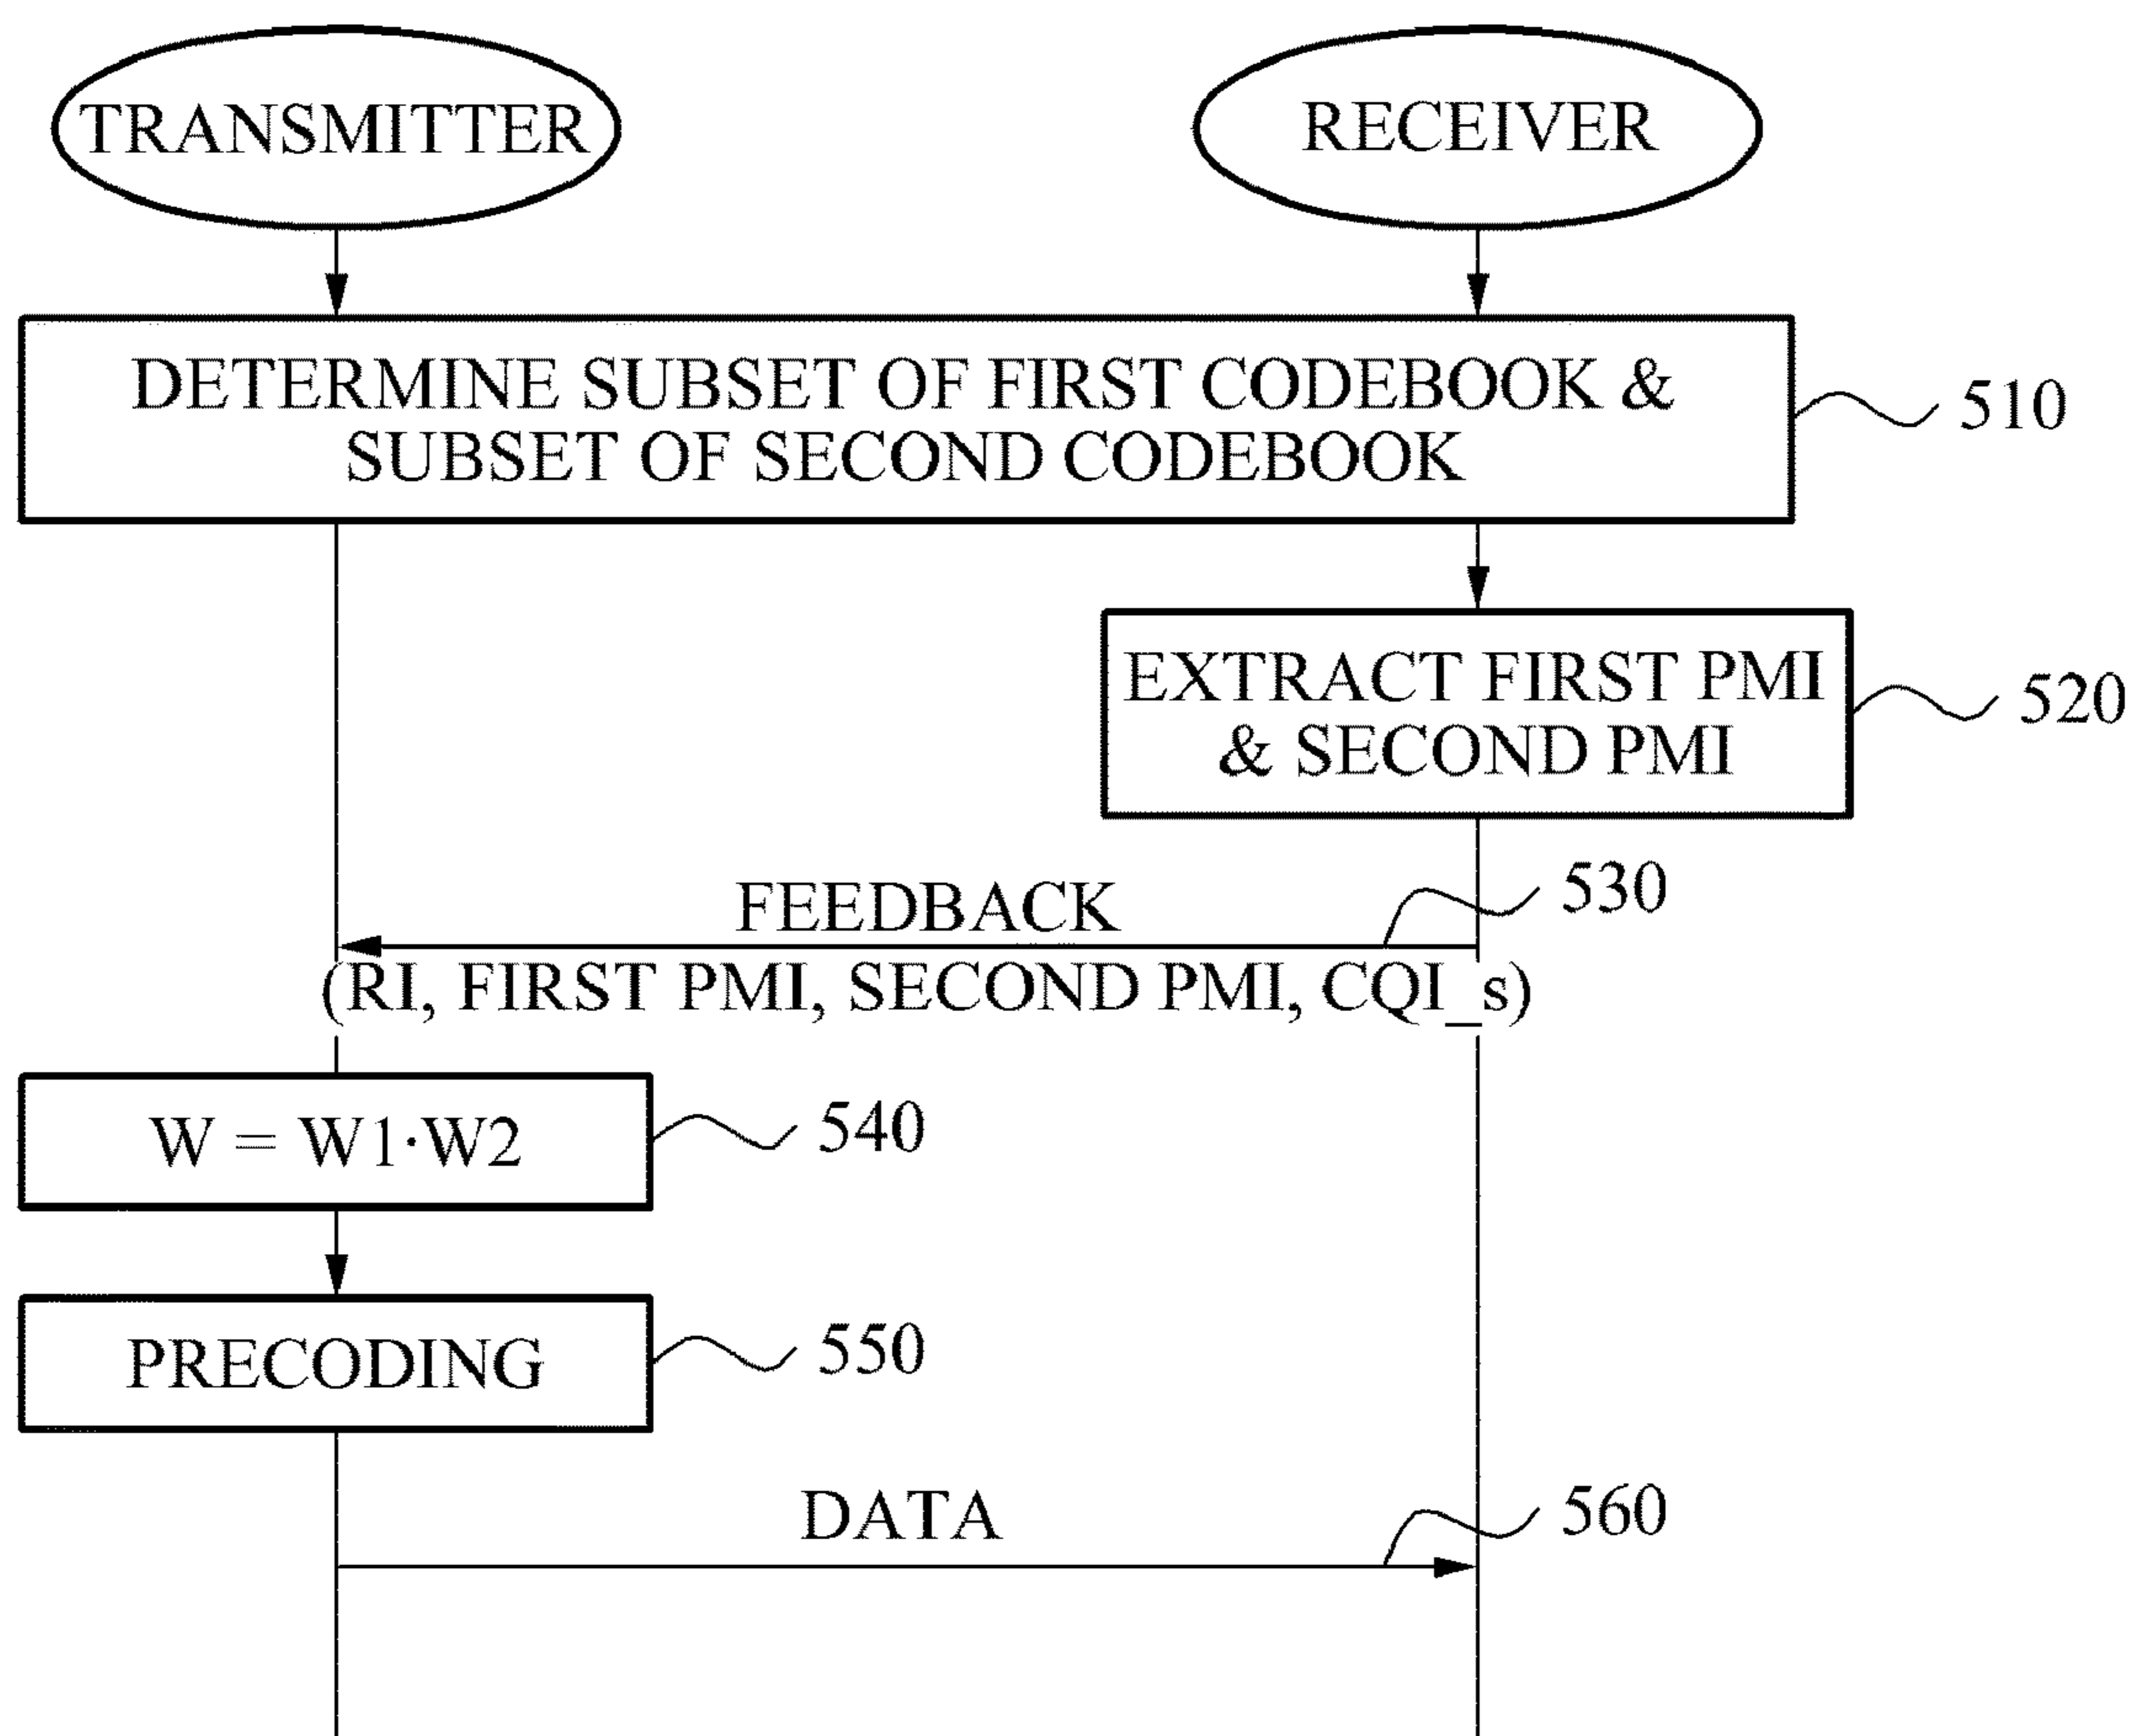 TRANSMITTER
RECEIVER
DETERMINE SUBSET OF FIRST CODEBOOK &
SUBSET OF SECOND CODEBOOK
510
EXTRACT FIRST PMI
& SECOND PMI
520
FEEDBACK
530
(RI, FIRST PMI, SECOND PMI, CQI_s)
W = W1·W2
540
PRECODING
550
DATA
560